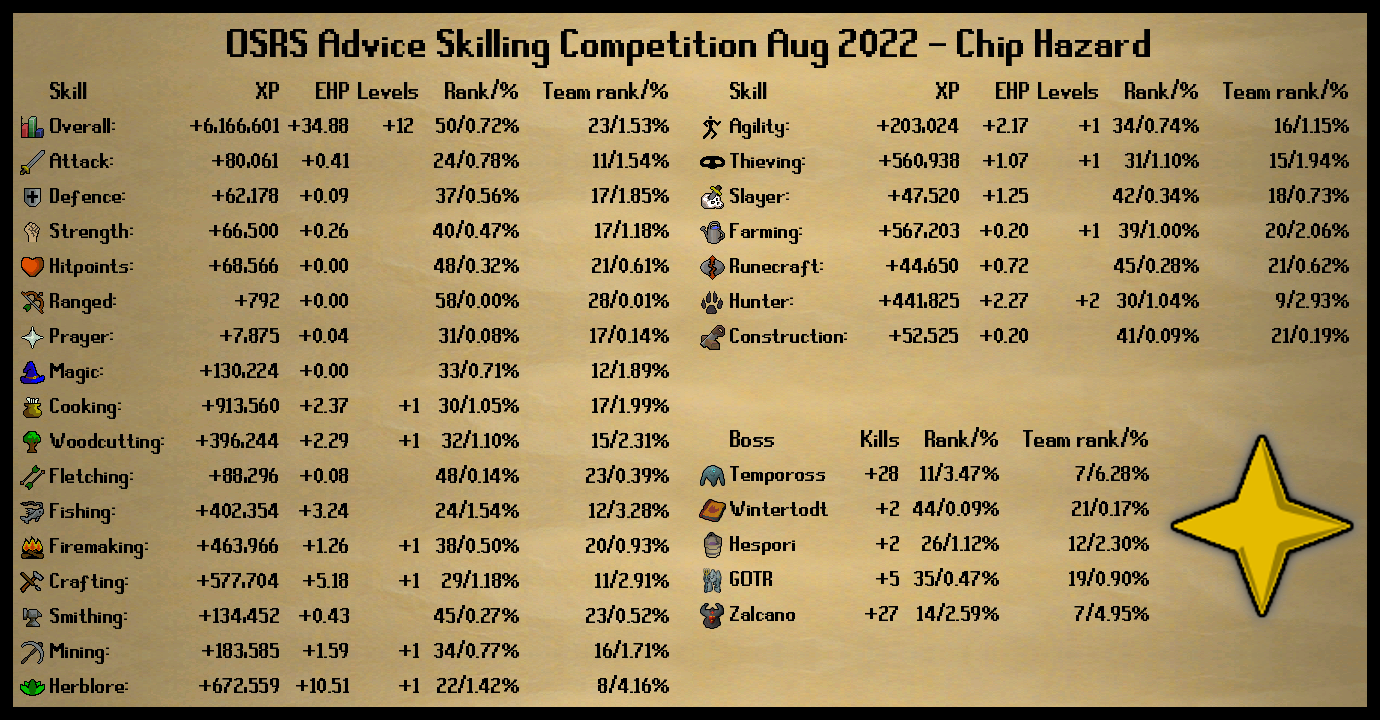 OSRS Advice Skilling Competition Aug 2022 - Chip Hazard
Skill XP EHP Levels Rank/% Team rank/%
Overall: +6,166,601 +34.88 +12 50/0.72% 23/1.53%
Attack: +80,061 +0.41 24/0.78% 11/1.54%
Defence: +62,178 +0.09 37/0.56% 17/1.85%
Strength: +66,500 +0.26 40/0.47% 17/1.18%
Hitpoints: +68,566 +0.00 48/0.32% 21/0.61%
Ranged: +792 +0.00 58/0.00% 28/0.01%
Prayer: +7,875 +0.04 31/0.08% 17/0.14%
Magic: +130,224 +0.00 33/0.71% 12/1.89%
Cooking: +913,560 +2.37 +1 30/1.05% 17/1.99%
Woodcutting: +396,244 +2.29 +1 32/1.10% 15/2.31%
Fletching: +88,296 +0.08 48/0.14% 23/0.39%
Fishing: +402,354 +3.24 24/1.54% 12/3.28%
Firemaking: +463,966 +1.26 +1 38/0.50% 20/0.93%
Crafting: +577,704 +5.18 +1 29/1.18% 11/2.91%
Smithing: +134,452 +0.43 45/0.27% 23/0.52%
Mining: +183,585 +1.59 +1 34/0.77% 16/1.71%
Herblore: +672,559 +10.51 +1 22/1.42% 8/4.16%
Skill XP EHP Levels Rank/% Team rank/%
Agility: +203,024 +2.17 +1 34/0.74% 16/1.15%
Thieving: +560,938 +1.07 +1 31/1.10% 15/1.94%
Slayer: +47,520 +1.25 42/0.34% 18/0.73%
Farming: +567,203 +0.20 +1 39/1.00% 20/2.06%
Runecraft: +44,650 +0.72 45/0.28% 21/0.62%
Hunter: +441,825 +2.27 +2 30/1.04% 9/2.93%
Construction: +52,525 +0.20 41/0.09% 21/0.19%
Boss Kills Rank/% Team rank/%
Tempoross +28 11/3.47% 7/6.28%
Wintertodt +2 44/0.09% 21/0.17%
Hespori +2 26/1.12% 12/2.30%
GOTR +5 35/0.47% 19/0.90%
Zalcano +27 14/2.59% 7/4.95%